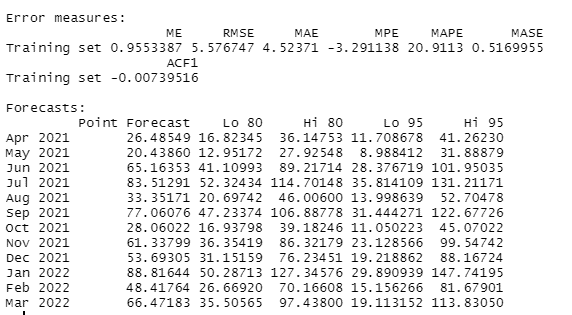 Error measures:
ME RMSE MAE MPE MAPE MASE
Training set 0.9553387 5.576747 4.52371 -3.291138 20.9113 0.5169955
ACF1
Training set -0.00739516
Forecasts:
Point Forecast Lo 80 Hi 80 Lo 95 Hi 95
Apr 2021 26.48549 16.82345 36.14753 11.708678 41.26230
May 2021 20.43860 12.95172 27.92548 8.988412 31.88879
Jun 2021 65.16353 41.10993 89.21714 28.376719 101.95035
Jul 2021 83.51291 52.32434 114.70148 35.814109 131.21171
Aug 2021 33.35171 20.69742 46.00600 13.998639 52.70478
Sep 2021 77.06076 47.23374 106.88778 31.444271 122.67726
Oct 2021 28.06022 16.93798 39.18246 11.050223 45.07022
Nov 2021 61.33799 36.35419 86.32179 23.128566 99.54742
Dec 2021 53.69305 31.15159 76.23451 19.218862 88.16724
Jan 2022 88.81644 50.28713 127.34576 29.890939 147.74195
Feb 2022 48.41764 26.66920 70.16608 15.156266 81.67901
Mar 2022 66.47183 35.50565 97.43800 19.113152 113.83050